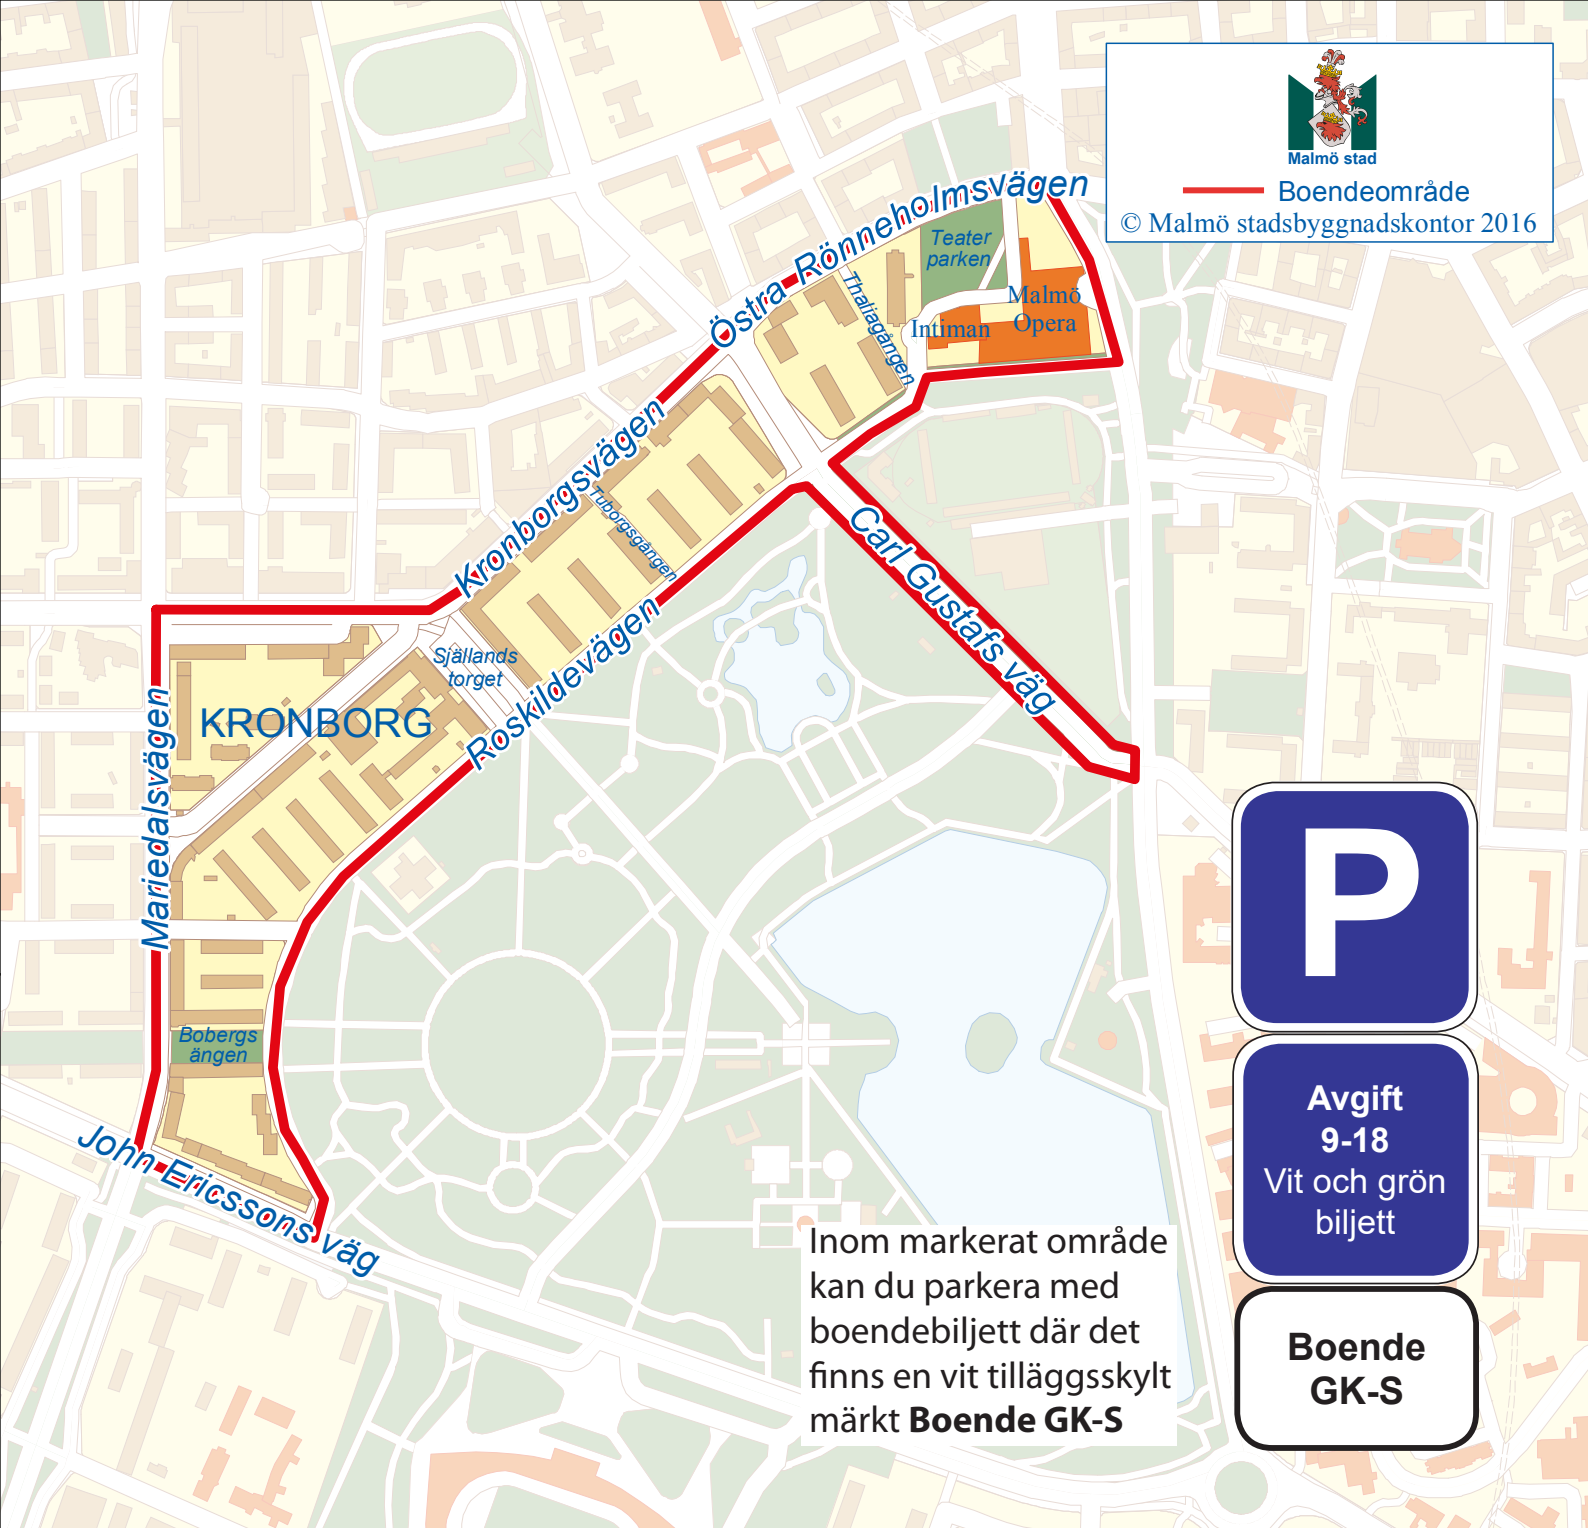 Malmö stad
Boendeområde
© Malmö stadsbyggnadskontor 2016
Östra Rönneholmsvägen
Teater
parken
Thaliagången
Malmö
Opera
Intiman
Kronborgsvägen
Tuborgsgången
Carl Gustafs väg
Själlands
torget
Roskildevägen
KRONBORG
Mariedalsvägen
Bobergs
ängen
John Ericssons väg
P
Avgift
9-18
Vit och grön
biljett
Boende
GK-S
Inom markerat område
kan du parkera med
boendebiljett där det
finns en vit tilläggsskylt
märkt Boende GK-S